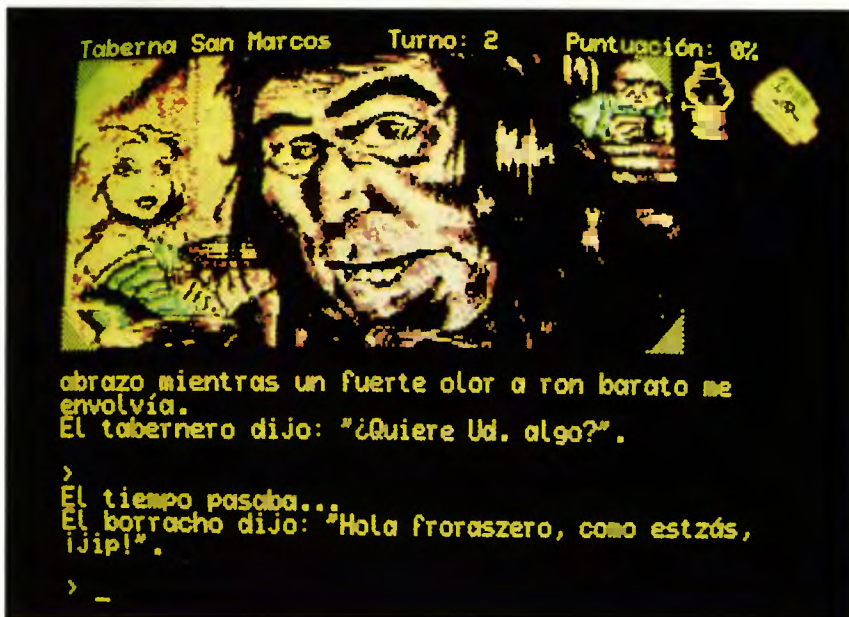 Taberna San Marcos Turno: 2 Puntuación: 0%
abrazo mientras un fuerte olor a ron barato me
envolvía.
El tabernero dijo: "¿Quiere Ud. algo?".
>
El tiempo pasaba...
El borracho dijo: "Hola froraszero, como estzás,
¡jip!".
> _